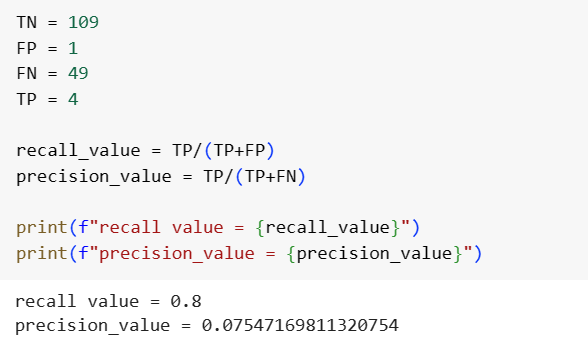 TN = 109
FP = 1
FN = 49
TP = 4
recall_value = TP/(TP+FP)
precision_value = TP/(TP+FN)
print(f"recall value = {recall_value}")
print(f"precision_value = {precision_value}")
recall value = 0.8
precision_value = 0.07547169811320754